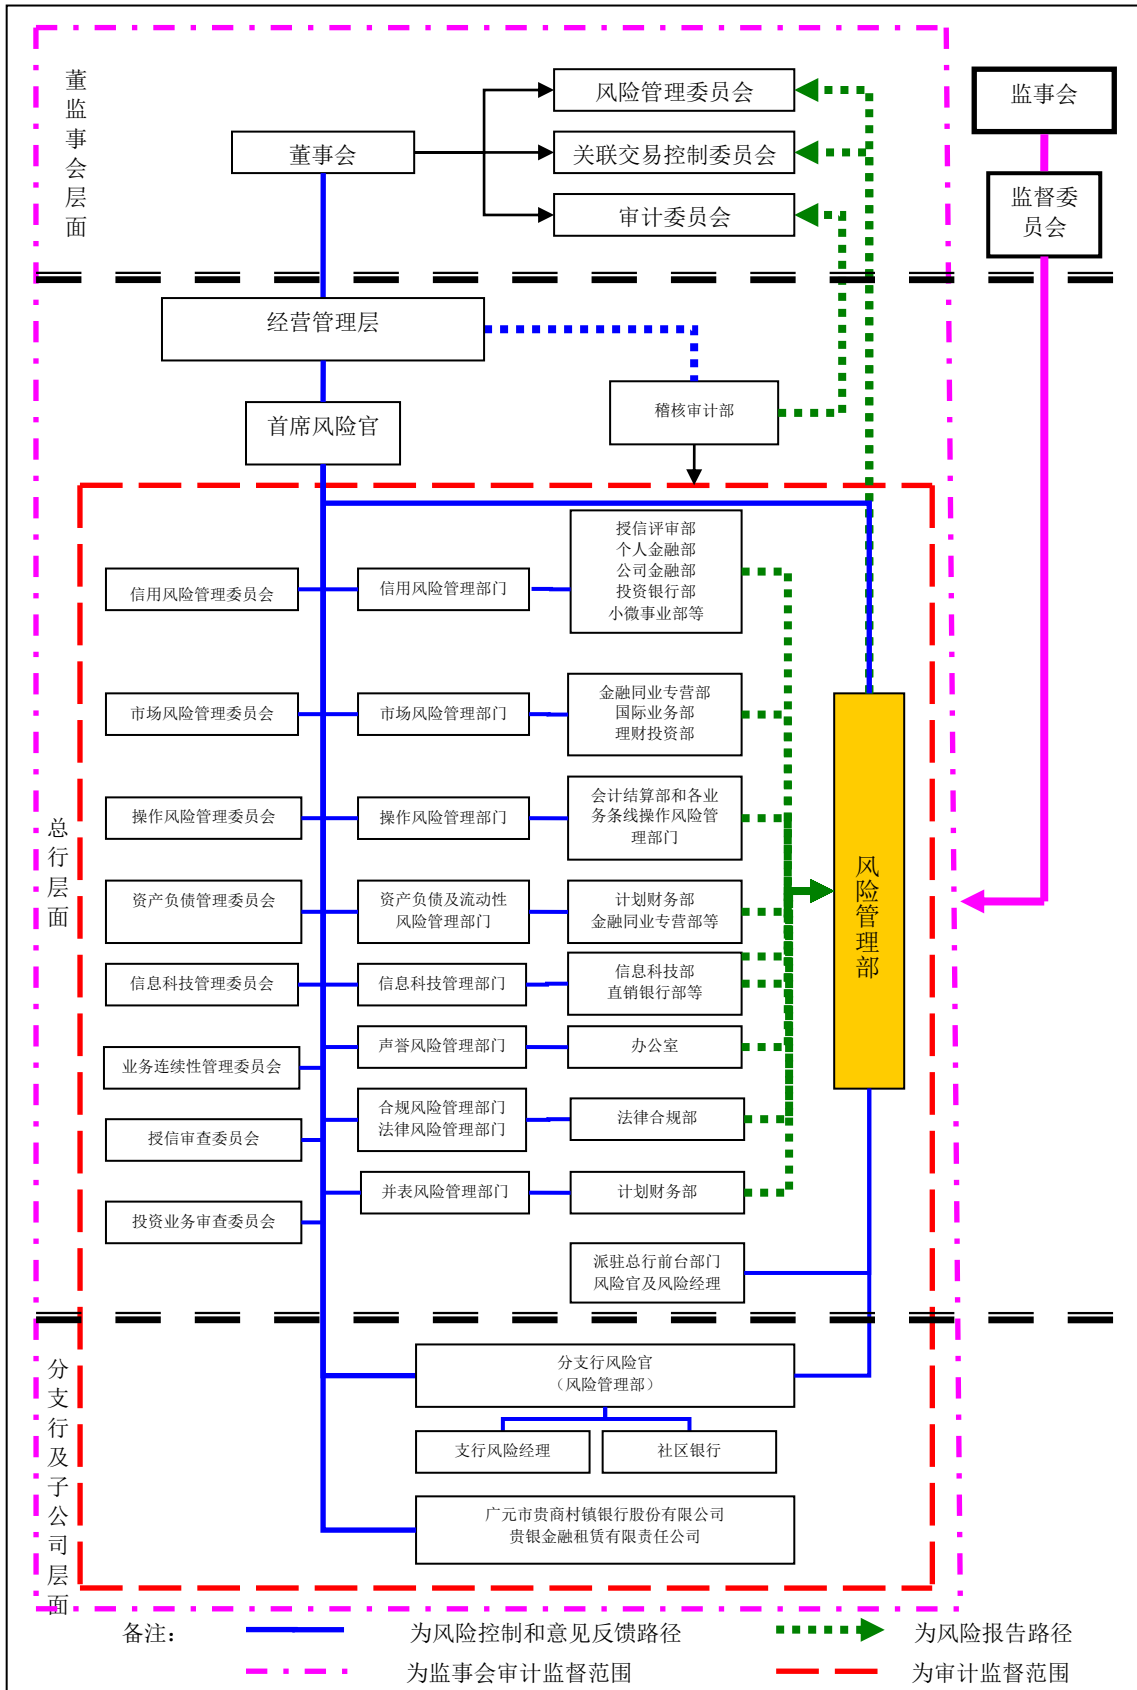 董监事会层面
风险管理委员会
监事会
董事会
关联交易控制委员会
审计委员会
监督委
员会
经营管理层
稽核审计部
首席风险官
总行层面
信用风险管理委员会
信用风险管理部门
授信评审部
个人金融部
公司金融部
投资银行部
小微事业部等
市场风险管理委员会
市场风险管理部门
金融同业专营部
国际业务部
理财投资部
操作风险管理委员会
操作风险管理部门
会计结算部和各业
务条线操作风险管
理部门
风险管理部
资产负债管理委员会
资产负债及流动性
风险管理部门
计划财务部
金融同业专营部等
信息科技管理委员会
信息科技管理部门
信息科技部
直销银行部等
声誉风险管理部门
办公室
业务连续性管理委员会
合规风险管理部门
法律风险管理部门
法律合规部
授信审查委员会
并表风险管理部门
计划财务部
投资业务审查委员会
派驻总行前台部门
风险官及风险经理
分支行及子公司层面
分支行风险官
（风险管理部）
支行风险经理
社区银行
广元市贵商村镇银行股份有限公司
贵银金融租赁有限责任公司
备注：
为风险控制和意见反馈路径
为风险报告路径
为监事会审计监督范围
为审计监督范围